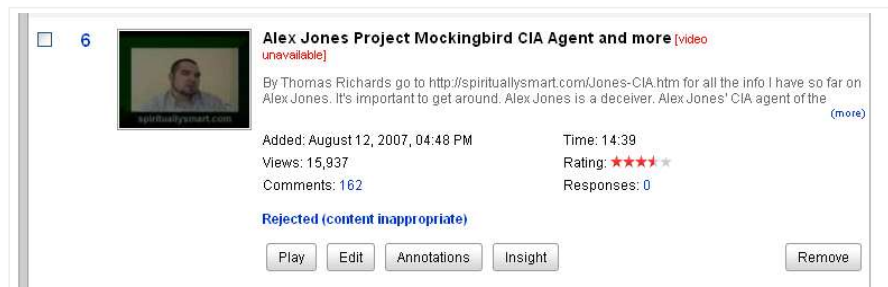 6
Alex Jones Project Mockingbird CIA Agent and more [video
unavailable]
By Thomas Richards go to http://spirituallysmart.com/Jones-CIA.htm for all the info I have so far on
Alex Jones. It's important to get around. Alex Jones is a deceiver. Alex Jones' CIA agent of the
(more)
spirituallysmart.com
Added: August 12, 2007, 04:48 PM
Time: 14:39
Views: 15,937
Rating:
Comments: 162
Responses: 0
Rejected (content inappropriate)
Play
Edit
Annotations
Insight
Remove